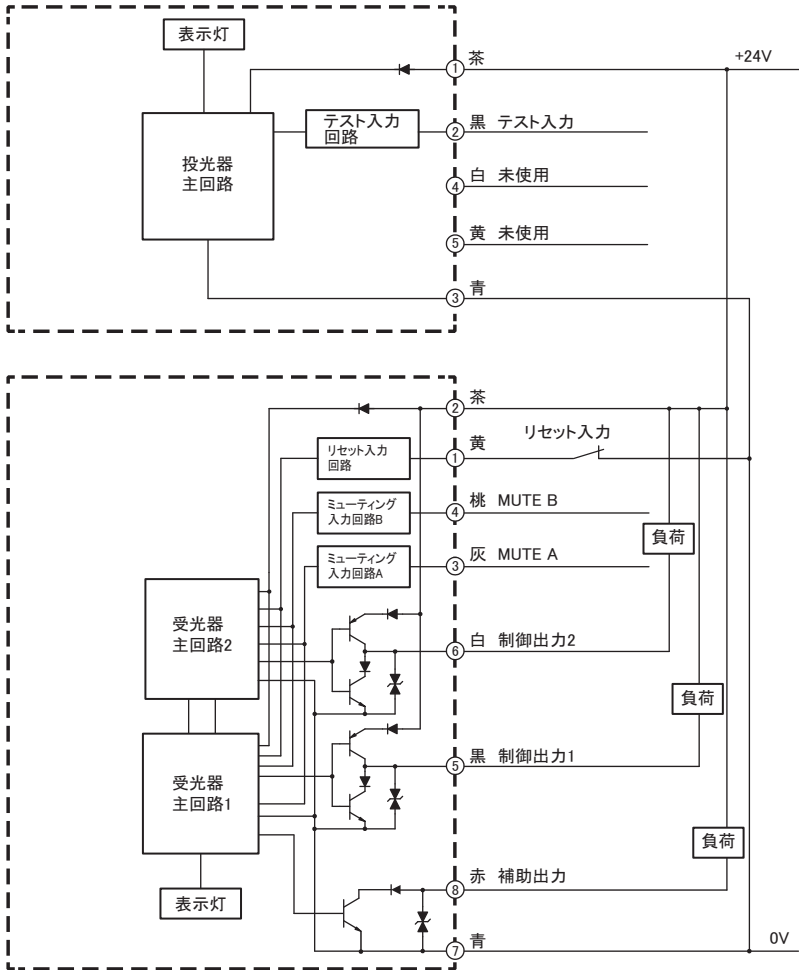 表示灯
茶
+24V
①
テスト入力
回路
黒 テスト入力
②
投光器
主回路
白 未使用
④
黄 未使用
⑤
青
③
茶
②
リセット入力
黄
リセット入力
回路
①
桃 MUTE B
ミューティング
入力回路B
④
負荷
灰 MUTE A
ミューティング
入力回路A
③
受光器
主回路2
白 制御出力2
⑥
負荷
黒 制御出力1
⑤
受光器
主回路1
負荷
赤 補助出力
⑧
表示灯
青
0V
⑦